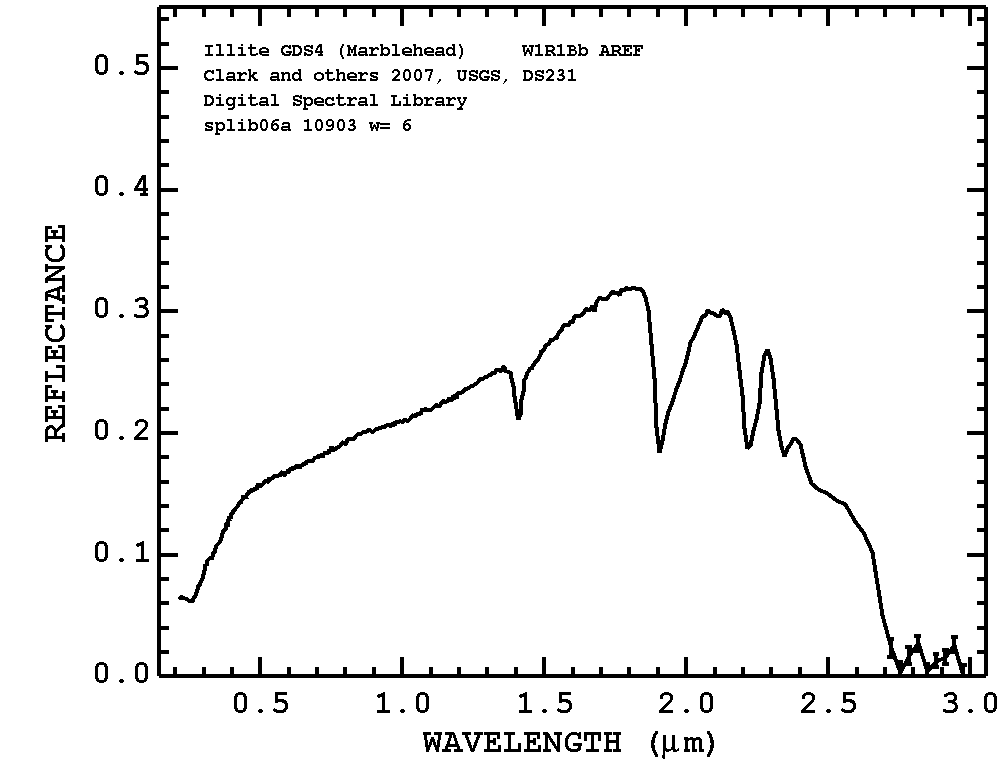 Illite GDS4 (Marblehead) W1R1Bb AREF
Clark and others 2007, USGS, DS231
Digital Spectral Library
splib06a 10903 w= 6
REFLECTANCE
0.5
0.4
0.3
0.2
0.1
0.0
0.5 1.0 1.5 2.0 2.5 3.0
WAVELENGTH (μm)